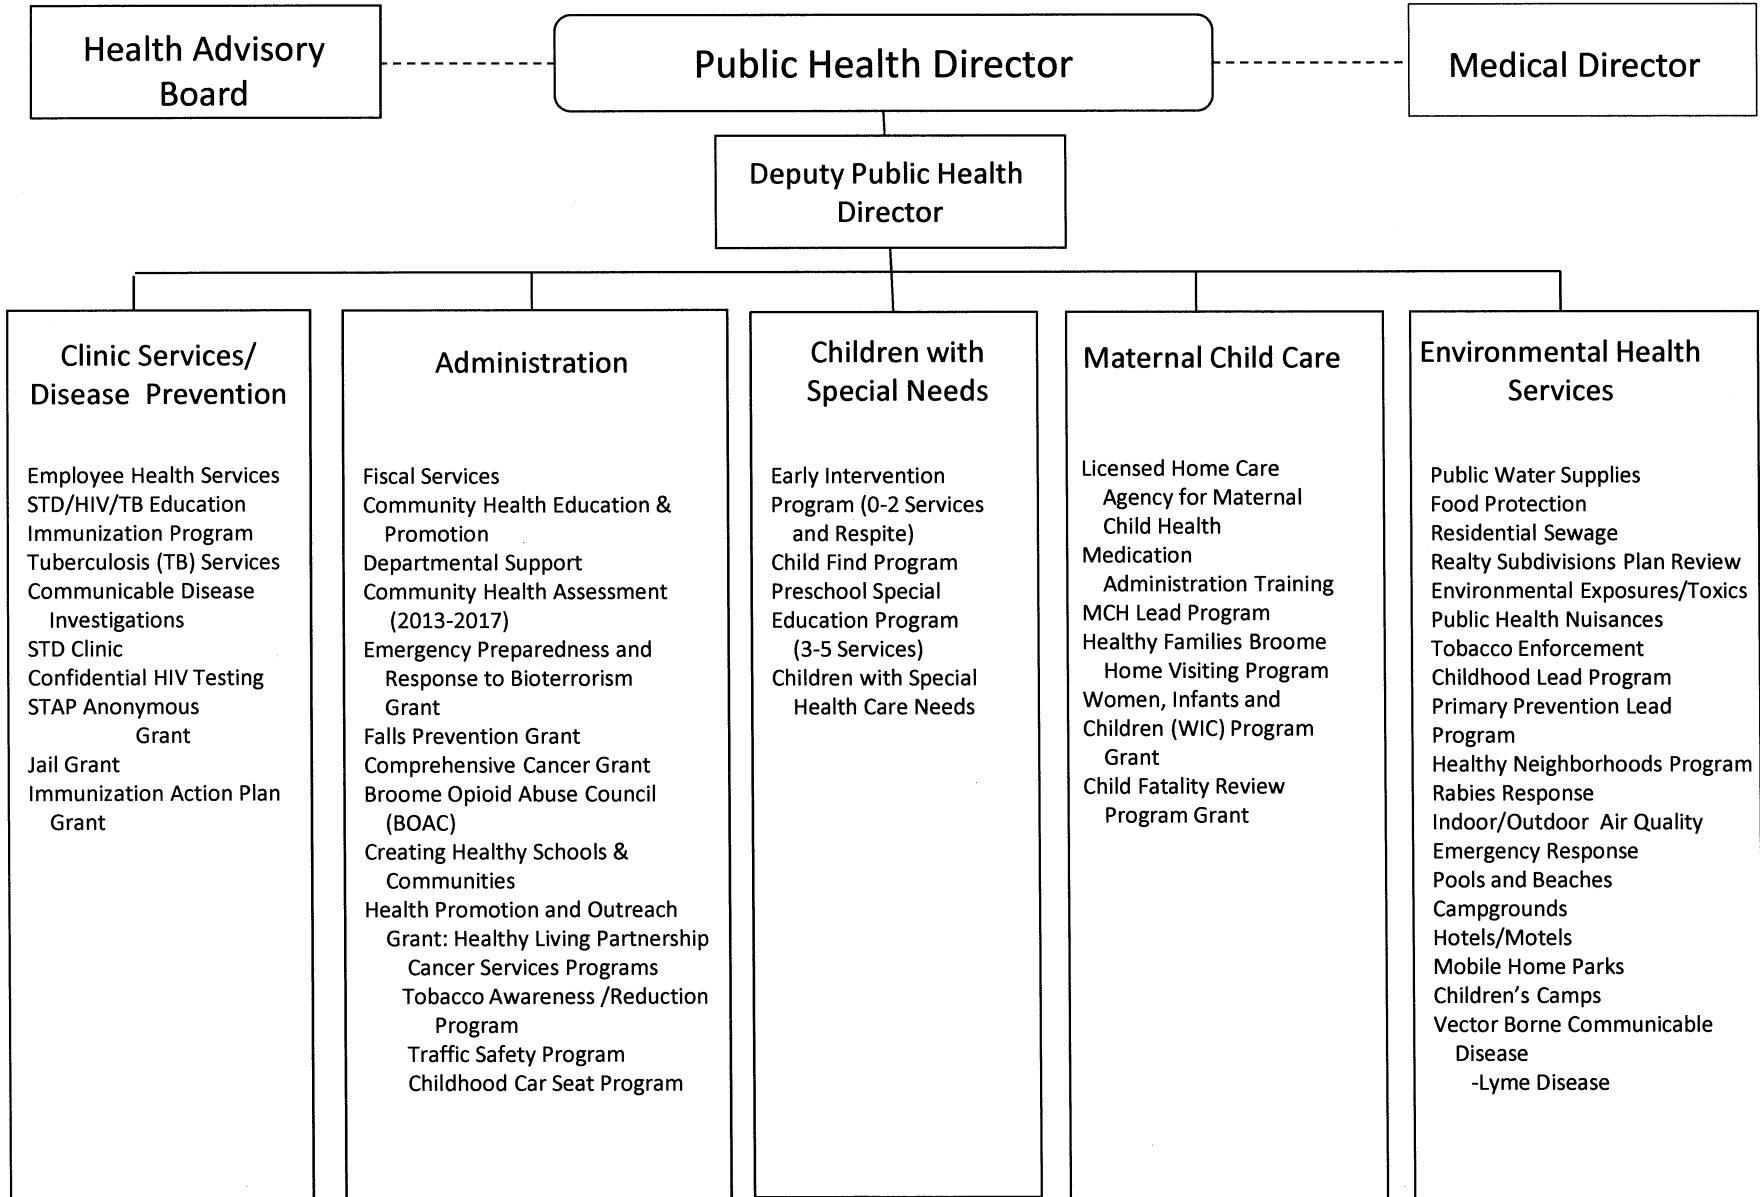 Health Advisory
Board
Public Health Director
Medical Director
Deputy Public Health
Director
Clinic Services/
Disease Prevention
Employee Health Services
STD/HIV/TB Education
Immunization Program
Tuberculosis (TB) Services
Communicable Disease
Investigations
STD Clinic
Confidential HIV Testing
STAP Anonymous
Grant
Jail Grant
Immunization Action Plan
Grant
Administration
Fiscal Services
Community Health Education &
Promotion
Departmental Support
Community Health Assessment
(2013-2017)
Emergency Preparedness and
Response to Bioterrorism
Grant
Falls Prevention Grant
Comprehensive Cancer Grant
Broome Opioid Abuse Council
(BOAC)
Creating Healthy Schools &
Communities
Health Promotion and Outreach
Grant: Healthy Living Partnership
Cancer Services Programs
Tobacco Awareness /Reduction
Program
Traffic Safety Program
Childhood Car Seat Program
Children with
Special Needs
Early Intervention
Program (0-2 Services
and Respite)
Child Find Program
Preschool Special
Education Program
(3-5 Services)
Children with Special
Health Care Needs
Maternal Child Care
Licensed Home Care
Agency for Maternal
Child Health
Medication
Administration Training
MCH Lead Program
Healthy Families Broome
Home Visiting Program
Women, Infants and
Children (WIC) Program
Grant
Child Fatality Review
Program Grant
Environmental Health
Services
Public Water Supplies
Food Protection
Residential Sewage
Realty Subdivisions Plan Review
Environmental Exposures/Toxics
Public Health Nuisances
Tobacco Enforcement
Childhood Lead Program
Primary Prevention Lead
Program
Healthy Neighborhoods Program
Rabies Response
Indoor/Outdoor Air Quality
Emergency Response
Pools and Beaches
Campgrounds
Hotels/Motels
Mobile Home Parks
Children's Camps
Vector Borne Communicable
Disease
-Lyme Disease